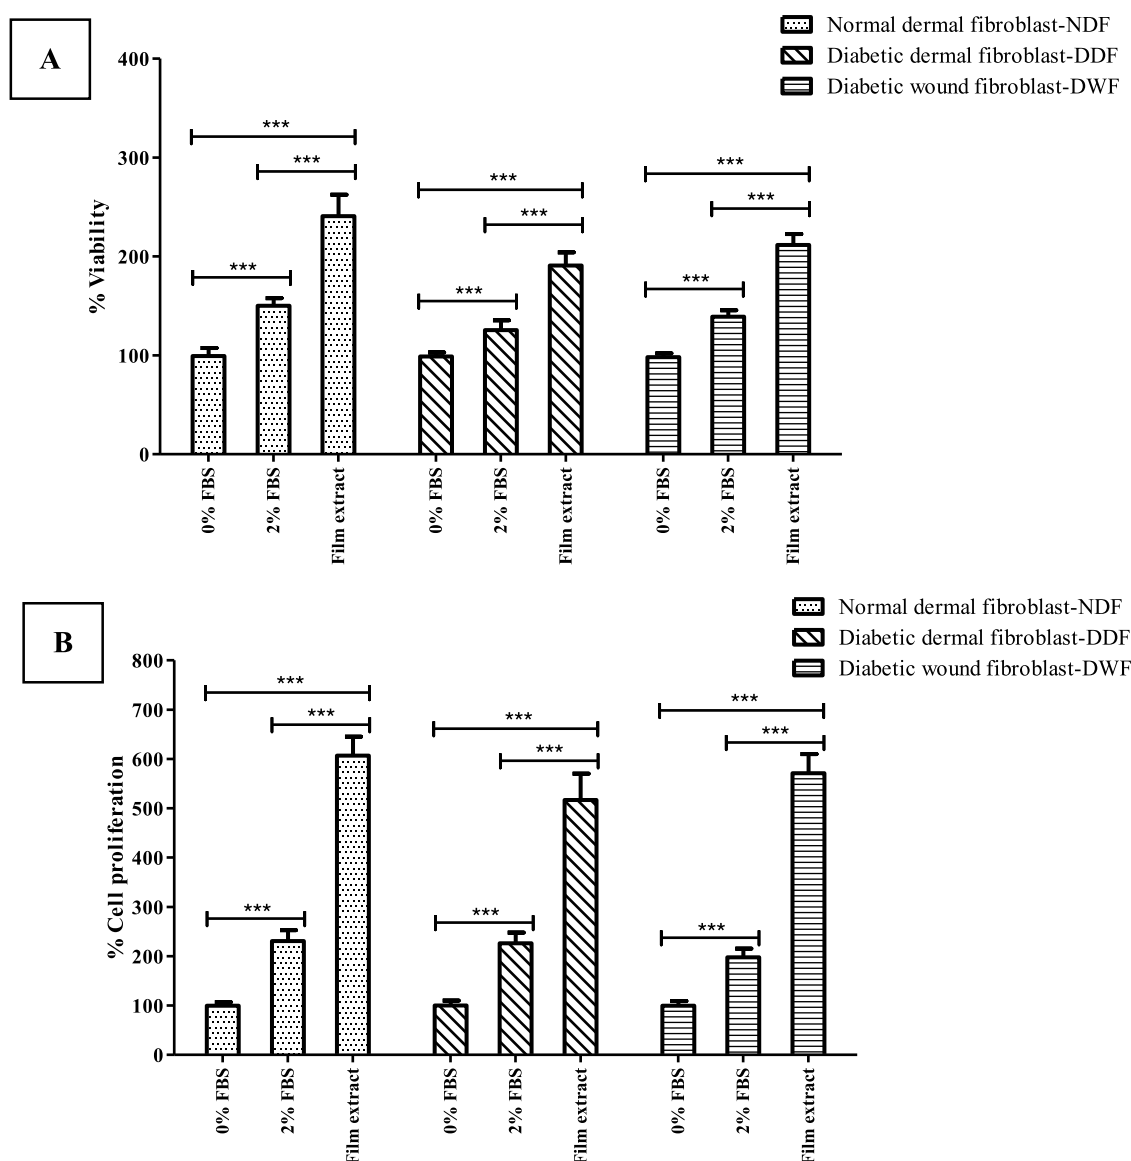 A
Normal dermal fibroblast-NDF
Diabetic dermal fibroblast-DDF
Diabetic wound fibroblast-DWF
400
300
200
100
0
% Viability
***
***
***
***
***
***
***
***
***
0% FBS
2% FBS
Film extract
0% FBS
2% FBS
Film extract
0% FBS
2% FBS
Film extract
B
Normal dermal fibroblast-NDF
Diabetic dermal fibroblast-DDF
Diabetic wound fibroblast-DWF
800
700
600
500
400
300
200
100
0
% Cell proliferation
***
***
***
***
***
***
***
***
***
0% FBS
2% FBS
Film extract
0% FBS
2% FBS
Film extract
0% FBS
2% FBS
Film extract